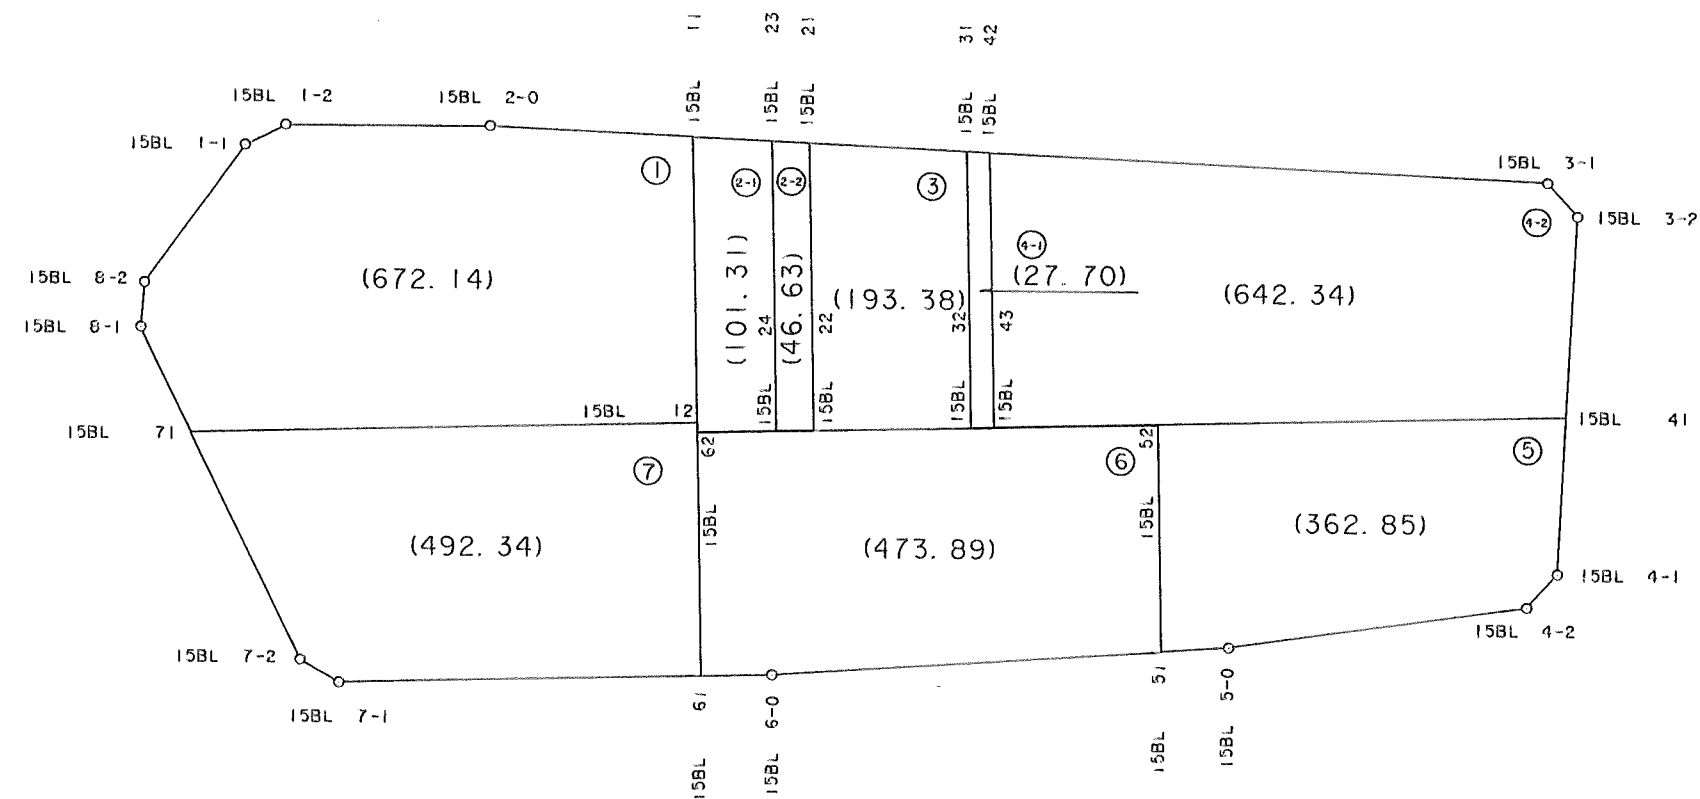 15BL 11
15BL 23
15BL 21
15BL 31
15BL 42
15BL 1-2
15BL 2-0
15BL 1-1
15BL 3-1
15BL 3-2
15BL 8-2
15BL 8-1
①
2-1
2-2
③
4-1
4-2
(672.14)
(101.31)
(46.63)
(193.38)
(27.70)
(642.34)
15BL 24
15BL 22
15BL 32
15BL 43
15BL 12
15BL 71
15BL 41
15BL 62
15BL 52
⑦
⑥
⑤
(492.34)
(473.89)
(362.85)
15BL 4-1
15BL 4-2
15BL 7-2
15BL 7-1
15BL 61
15BL 6-0
15BL 51
15BL 5-0